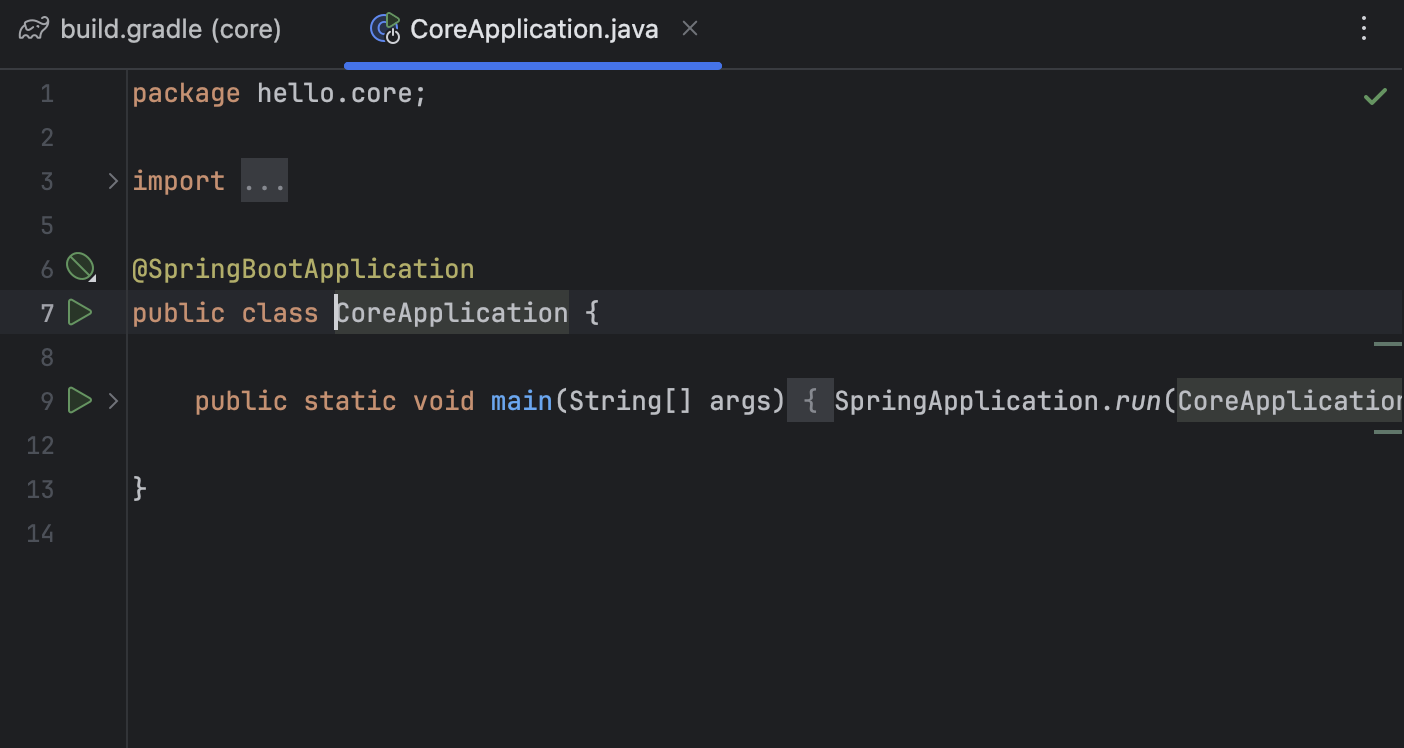 build.gradle (core)
CoreApplication.java
1 package hello.core;
2
3 import ...
5
6 @SpringBootApplication
7 public class CoreApplication {
8
9 public static void main(String[] args) { SpringApplication.run(CoreApplication
12
13 }
14